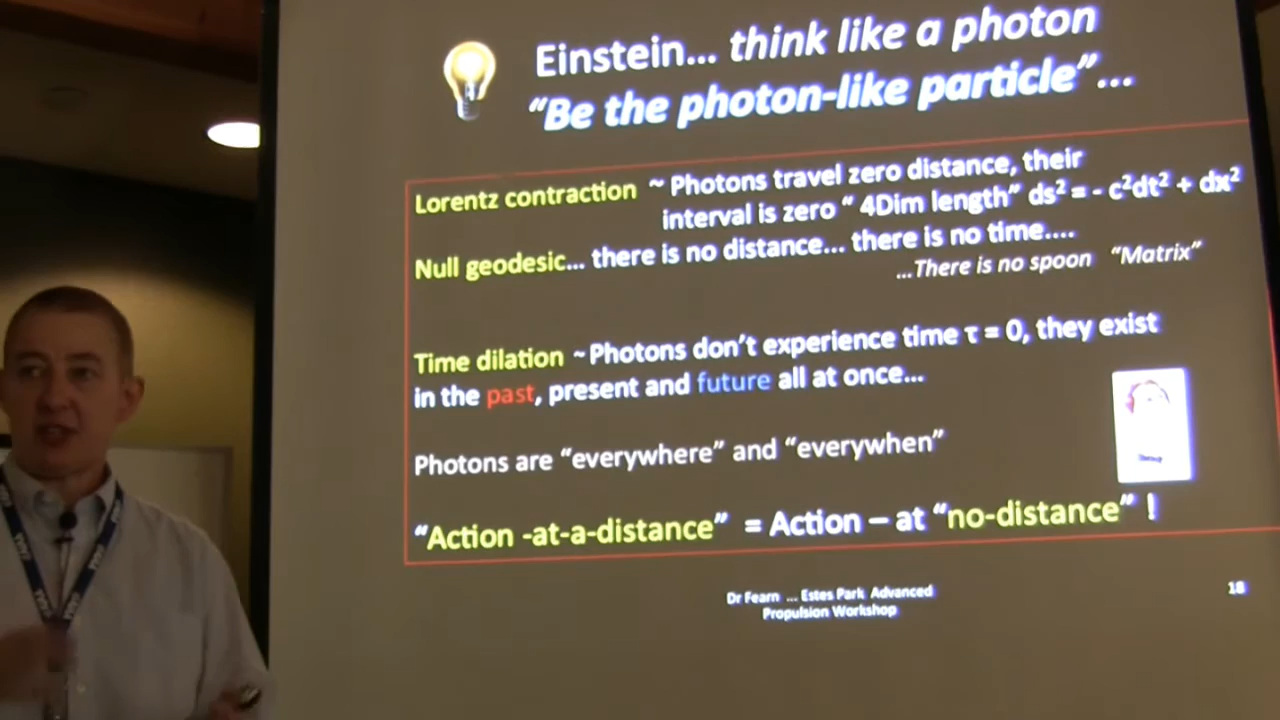 Einstein... think like a photon
“Be the photon-like particle”...
Lorentz contraction ~ Photons travel zero distance, their
interval is zero “ 4Dim length” ds² = - c²dt² + dx²
Null geodesic... there is no distance... there is no time....
...There is no spoon “Matrix”
Time dilation ~ Photons don’t experience time τ = 0, they exist
in the past, present and future all at once...
Photons are “everywhere” and “everywhen”
“Action -at-a-distance” = Action – at “no-distance” !
Dr Fearn ... Estes Park Advanced
Propulsion Workshop
18